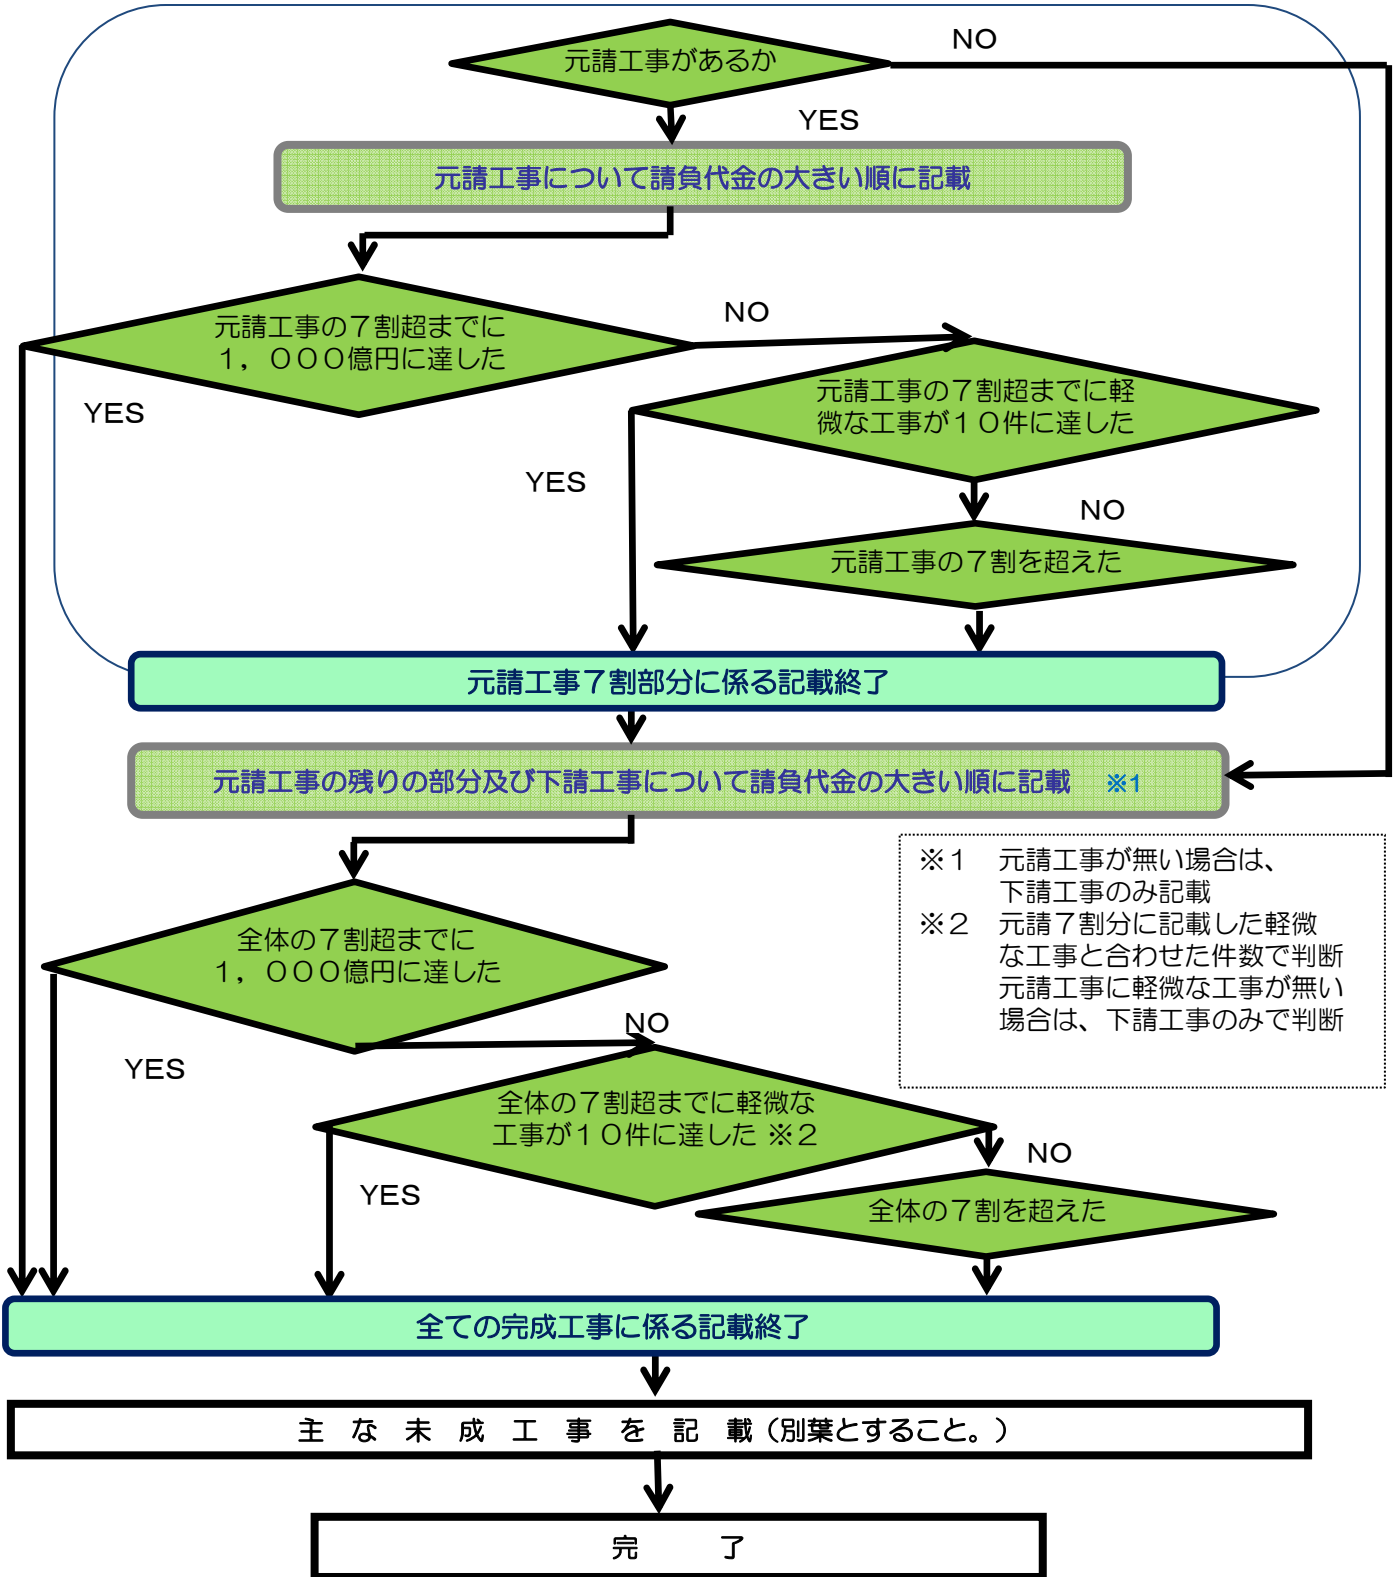 元請工事があるか
NO
YES
元請工事について請負代金の大きい順に記載
元請工事の７割超までに
１，０００億円に達した
NO
YES
元請工事の７割超までに軽
微な工事が１０件に達した
YES
NO
元請工事の７割を超えた
元請工事７割部分に係る記載終了
元請工事の残りの部分及び下請工事について請負代金の大きい順に記載　※1
※１　元請工事が無い場合は、
下請工事のみ記載
※２　元請７割分に記載した軽微
な工事と合わせた件数で判断
元請工事に軽微な工事が無い
場合は、下請工事のみで判断
全体の７割超までに
１，０００億円に達した
NO
YES
全体の７割超までに軽微な
工事が１０件に達した ※２
YES
NO
全体の７割を超えた
全ての完成工事に係る記載終了
主　な　未　成　工　事　を　記　載（別葉とすること。）
完　　　了